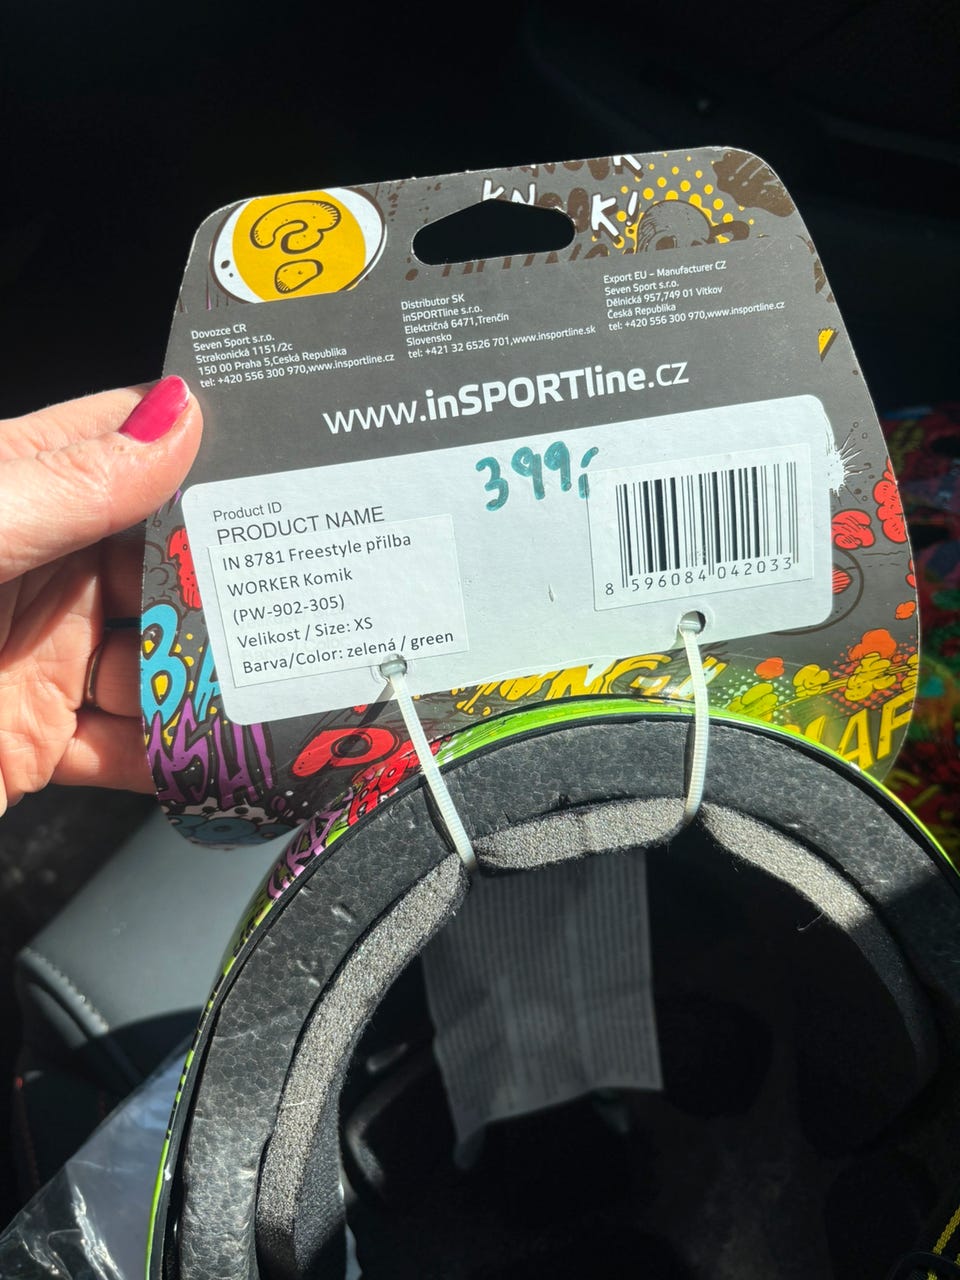 KNOCK
KNOCK!
Dovozce CR
Seven Sport s.r.o.
Strakonická 1151/2c
150 00 Praha 5,Česká Republika
tel: +420 556 300 970,www.insportline.cz
Distributor SK
inSPORTline s.r.o.
Električná 6471,Trenčín
Slovensko
tel: +421 32 6526 701,www.insportline.sk
Export EU – Manufacturer CZ
Seven Sport s.r.o.
Dělnická 957,749 01 Vítkov
Česká Republika
tel: +420 556 300 970,www.insportline.cz
www.inSPORTline.cz
399,-
Product ID
PRODUCT NAME
IN 8781 Freestyle přilba
WORKER Komik
(PW-902-305)
Velikost / Size: XS
Barva/Color: zelená / green
8 596084 042033